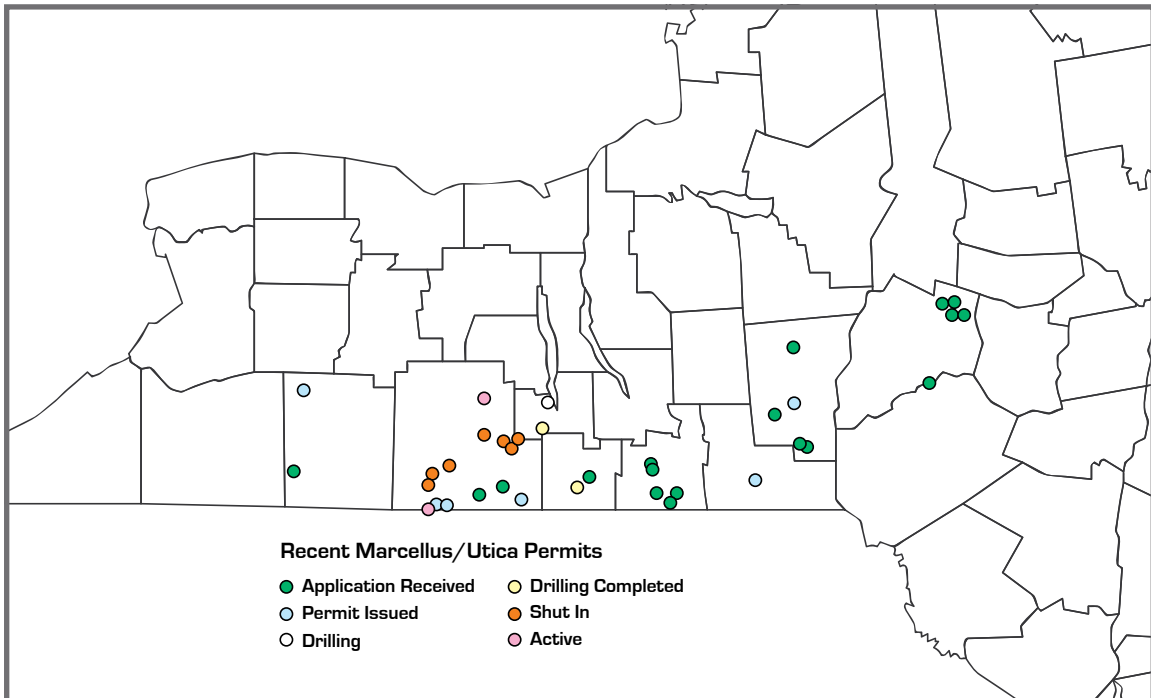 Recent Marcellus/Utica Permits
Application Received
Permit Issued
Drilling
Drilling Completed
Shut In
Active